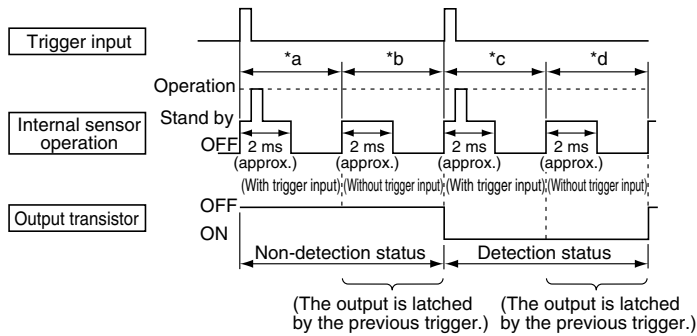 Trigger input
*a *b *c *d
Operation
Stand by
Internal sensor
operation
OFF
2 ms 2 ms 2 ms 2 ms
(approx.) (approx.) (approx.) (approx.)
(With trigger input) (Without trigger input) (With trigger input) (Without trigger input)
Output transistor
OFF
ON
Non-detection status Detection status
(The output is latched (The output is latched
by the previous trigger.) by the previous trigger.)